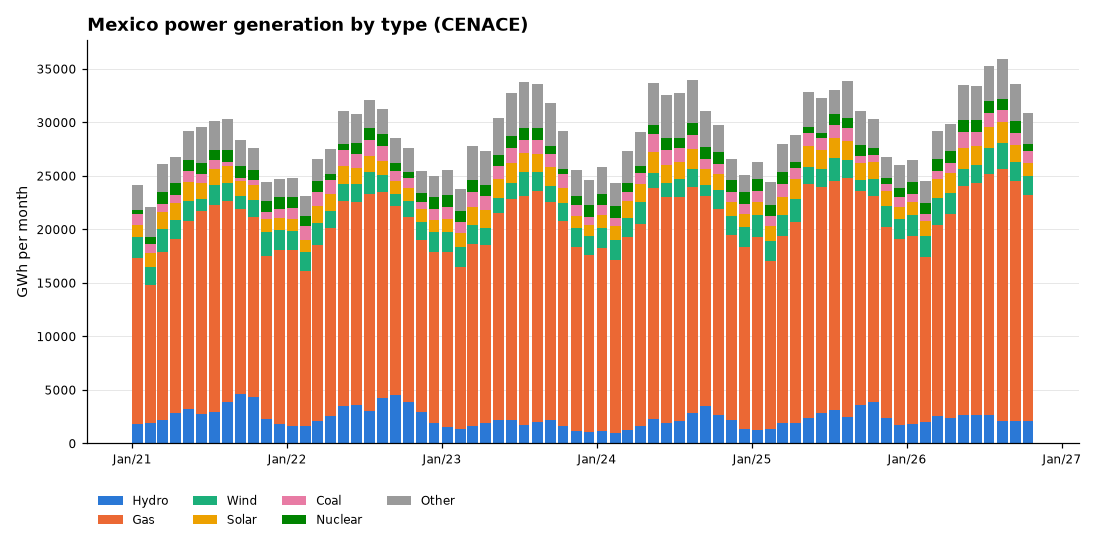 Mexico power generation by type (CENACE)
GWh per month
35000
30000
25000
20000
15000
10000
5000
0
Jan/21 Jan/22 Jan/23 Jan/24 Jan/25 Jan/26 Jan/27
Hydro Wind Coal Other
Gas Solar Nuclear